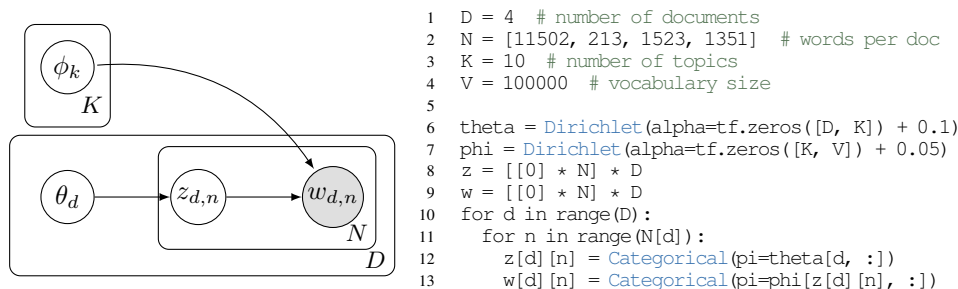 ϕk
K
θd
zd,n
wd,n
N
D
1 D = 4 # number of documents
2 N = [11502, 213, 1523, 1351] # words per doc
3 K = 10 # number of topics
4 V = 100000 # vocabulary size
5
6 theta = Dirichlet(alpha=tf.zeros([D, K]) + 0.1)
7 phi = Dirichlet(alpha=tf.zeros([K, V]) + 0.05)
8 z = [[0] * N] * D
9 w = [[0] * N] * D
10 for d in range(D):
11 for n in range(N[d]):
12 z[d][n] = Categorical(pi=theta[d, :])
13 w[d][n] = Categorical(pi=phi[z[d][n], :])